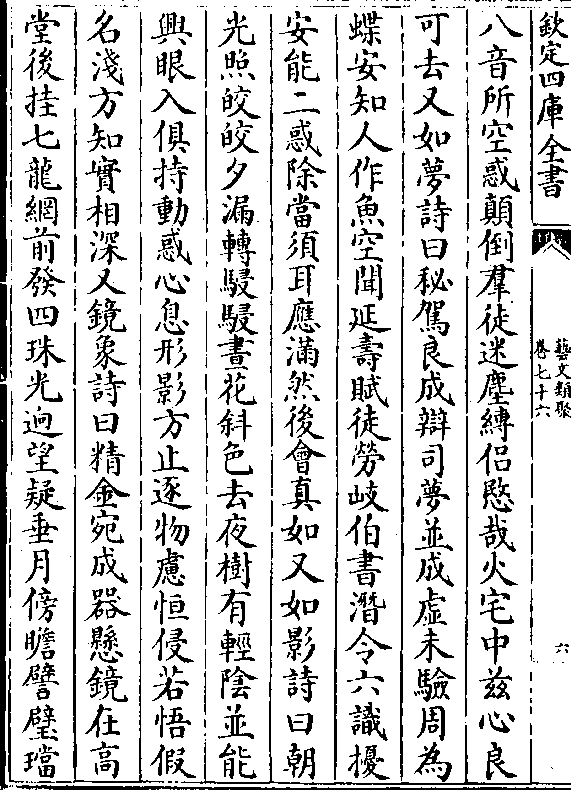 欽定四庫全書
藝文類聚
卷七十六
六
八音所空惑顛倒羣徒迷塵縳侣愍哉火宅中兹心良
可去又如夢詩曰秘駕良成辯司夢並成虛未驗周為
蝶安知人作魚空聞延壽賦徒勞岐伯書潛令六識擾
安能二惑除當須耳應滿然後會真如又如影詩曰朝
光照皎皎夕漏轉駸駸晝花斜色去夜樹有輕陰並能
興眼入俱持動惑心息形影方止逐物慮恒侵若悟假
名淺方知實相深又鏡象詩曰精金宛成器懸鏡在高
堂後挂七龍網前發四珠光迥望疑垂月傍瞻譬璧璫